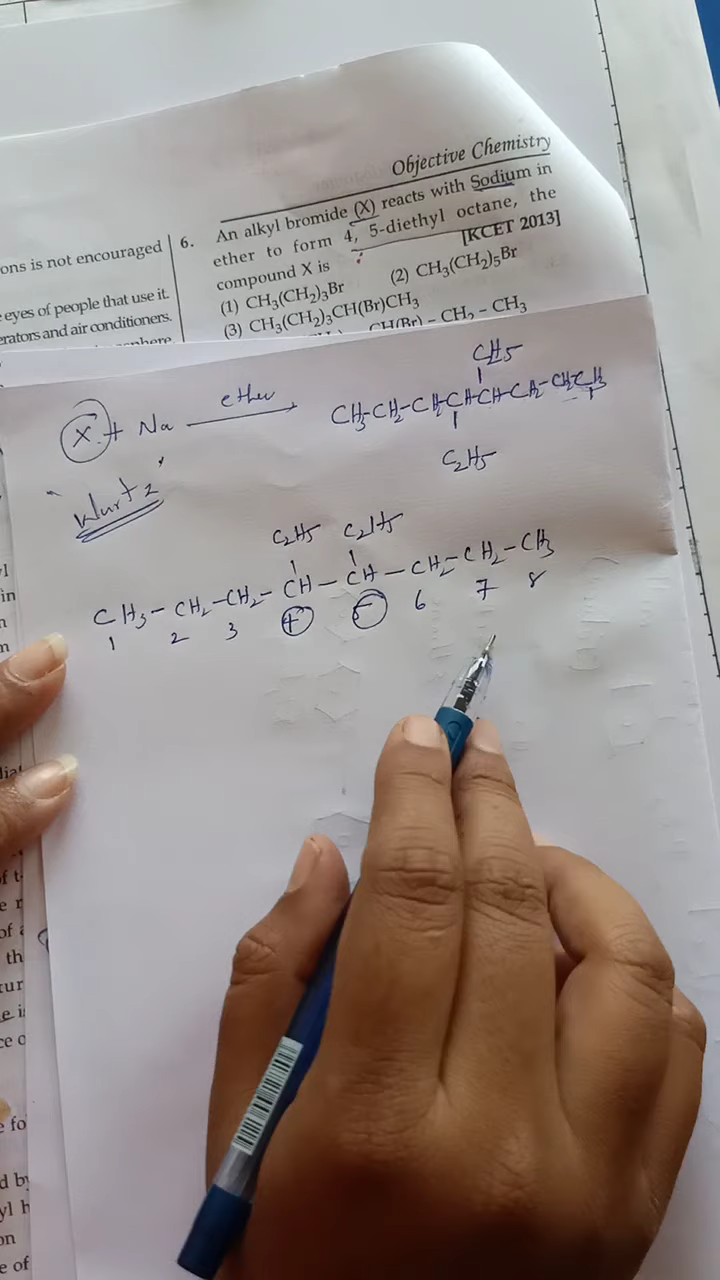 Objective Chemistry
ons is not encouraged
e eyes of people that use it.
erators and air conditioners.
6. An alkyl bromide (X) reacts with Sodium in
ether to form 4, 5-diethyl octane, the
compound X is [KCET 2013]
(1) CH₃(CH₂)₃Br (2) CH₃(CH₂)₅Br
(3) CH₃(CH₂)₃CH(Br)CH₃
CH(Br) – CH₂ – CH₃
X + Na ether
C₂H₅
CH₃-CH₂-CH₂-CH-CH-CH₂-CH₂-CH₃
C₂H₅
"Wurtz"
C₂H₅ C₂H₅
CH₃-CH₂-CH₂-CH-CH-CH₂-CH₂-CH₃
1 2 3 4 5 6 7 8